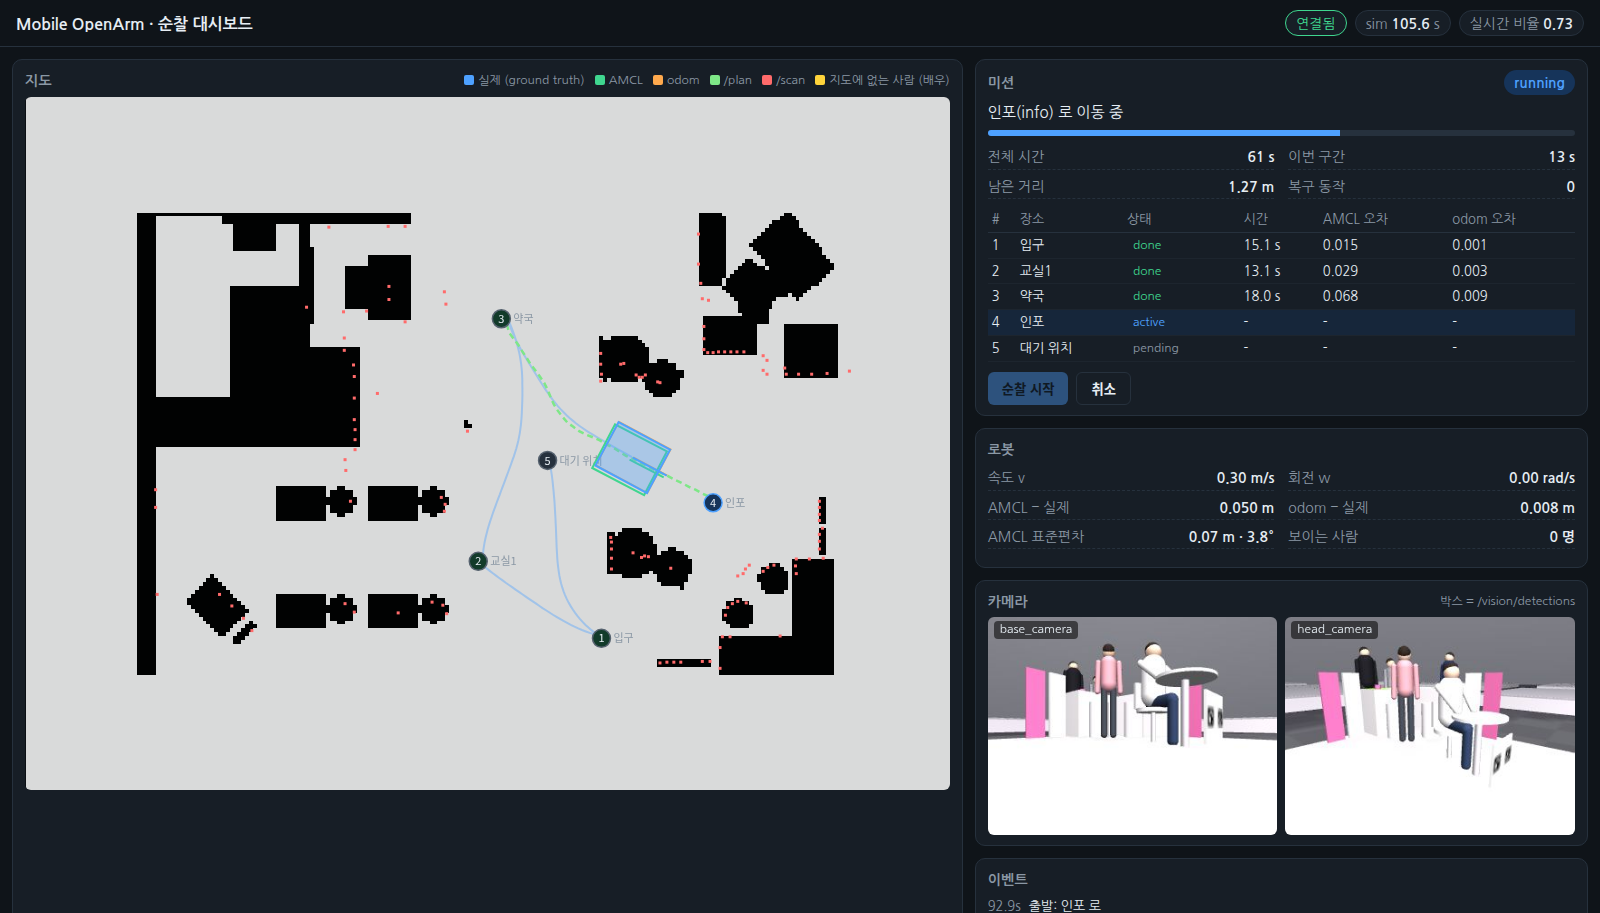 Mobile OpenArm · 순찰 대시보드
연결됨 sim 105.6 s 실시간 비율 0.73
지도
실제 (ground truth) AMCL odom /plan /scan 지도에 없는 사람 (배우)
3 약국
5 대기 위치
4 인포
2 교실1
1 입구
미션 running
인포(info) 로 이동 중
전체 시간 61 s 이번 구간 13 s
남은 거리 1.27 m 복구 동작 0
# 장소 상태 시간 AMCL 오차 odom 오차
1 입구 done 15.1 s 0.015 0.001
2 교실1 done 13.1 s 0.029 0.003
3 약국 done 18.0 s 0.068 0.009
4 인포 active - - -
5 대기 위치 pending - - -
순찰 시작 취소
로봇
속도 v 0.30 m/s 회전 w 0.00 rad/s
AMCL − 실제 0.050 m odom − 실제 0.008 m
AMCL 표준편차 0.07 m · 3.8° 보이는 사람 0 명
카메라 박스 = /vision/detections
base_camera head_camera
이벤트
92.9s 출발: 인포 로